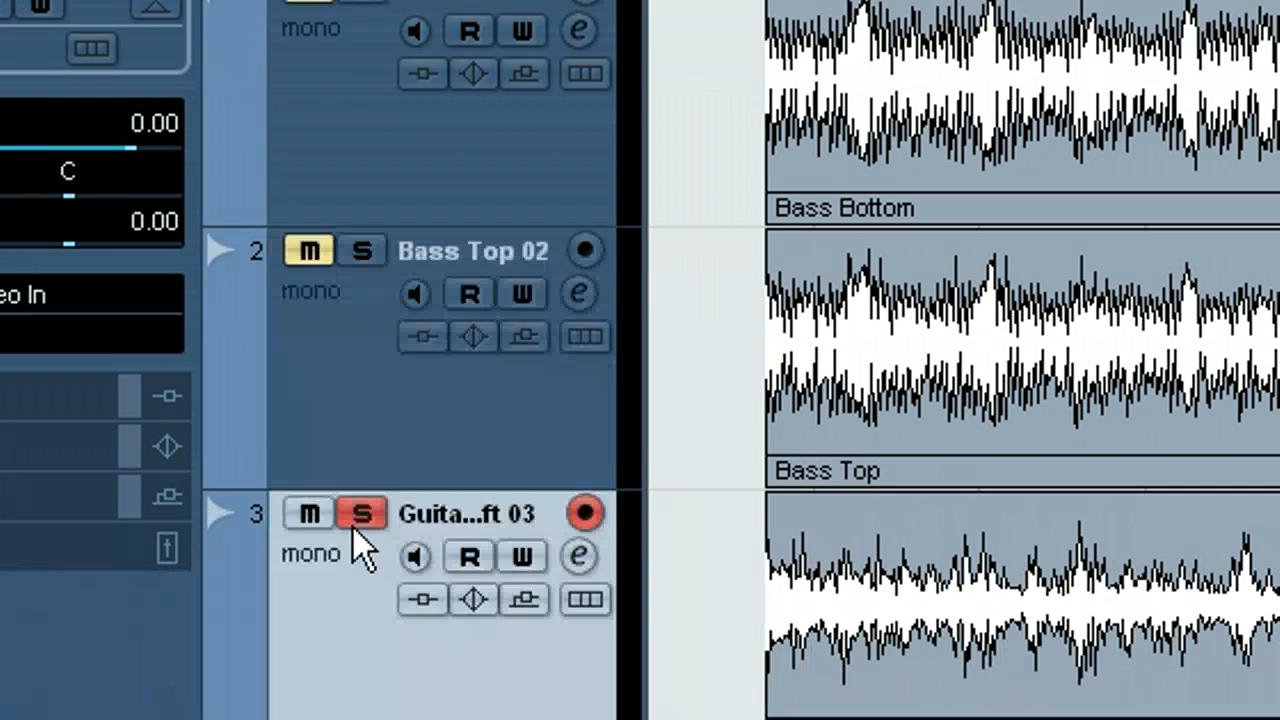 W
mono
R W e
0.00
C
0.00
Bass Bottom
2 m S Bass Top 02
mono R W e
eo In
Bass Top
3 m S Guita...ft 03
mono R W e